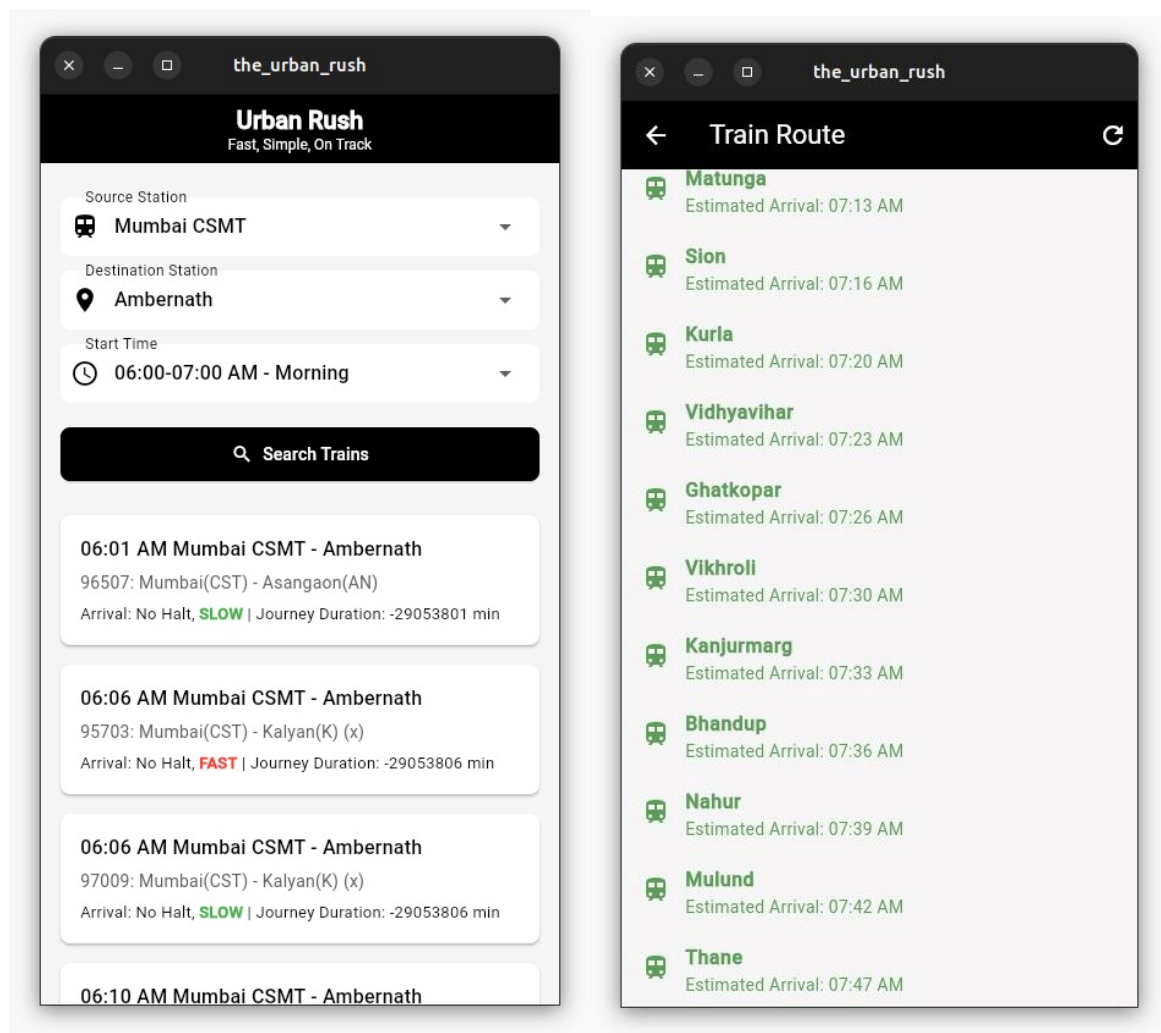 the_urban_rush
Urban Rush
Fast, Simple, On Track
Source Station
Mumbai CSMT
Destination Station
Ambernath
Start Time
06:00-07:00 AM - Morning
Search Trains
06:01 AM Mumbai CSMT - Ambernath
96507: Mumbai(CST) - Asangaon(AN)
Arrival: No Halt, SLOW | Journey Duration: -29053801 min
06:06 AM Mumbai CSMT - Ambernath
95703: Mumbai(CST) - Kalyan(K) (x)
Arrival: No Halt, FAST | Journey Duration: -29053806 min
06:06 AM Mumbai CSMT - Ambernath
97009: Mumbai(CST) - Kalyan(K) (x)
Arrival: No Halt, SLOW | Journey Duration: -29053806 min
06:10 AM Mumbai CSMT - Ambernath
the_urban_rush
Train Route
Matunga
Estimated Arrival: 07:13 AM
Sion
Estimated Arrival: 07:16 AM
Kurla
Estimated Arrival: 07:20 AM
Vidhyavihar
Estimated Arrival: 07:23 AM
Ghatkopar
Estimated Arrival: 07:26 AM
Vikhroli
Estimated Arrival: 07:30 AM
Kanjurmarg
Estimated Arrival: 07:33 AM
Bhandup
Estimated Arrival: 07:36 AM
Nahur
Estimated Arrival: 07:39 AM
Mulund
Estimated Arrival: 07:42 AM
Thane
Estimated Arrival: 07:47 AM